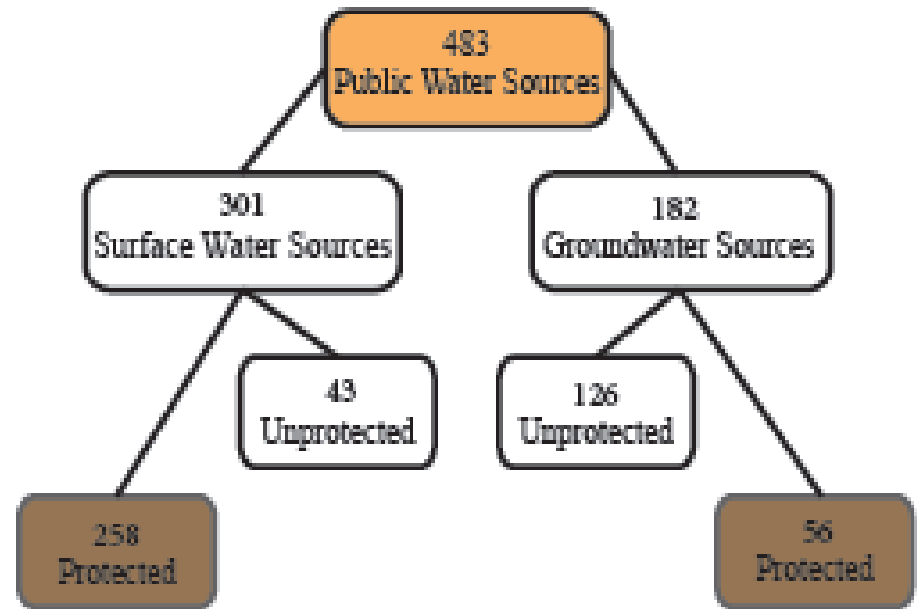 483
Public Water Sources
301
Surface Water Sources
182
Groundwater Sources
43
Unprotected
126
Unprotected
258
Protected
56
Protected